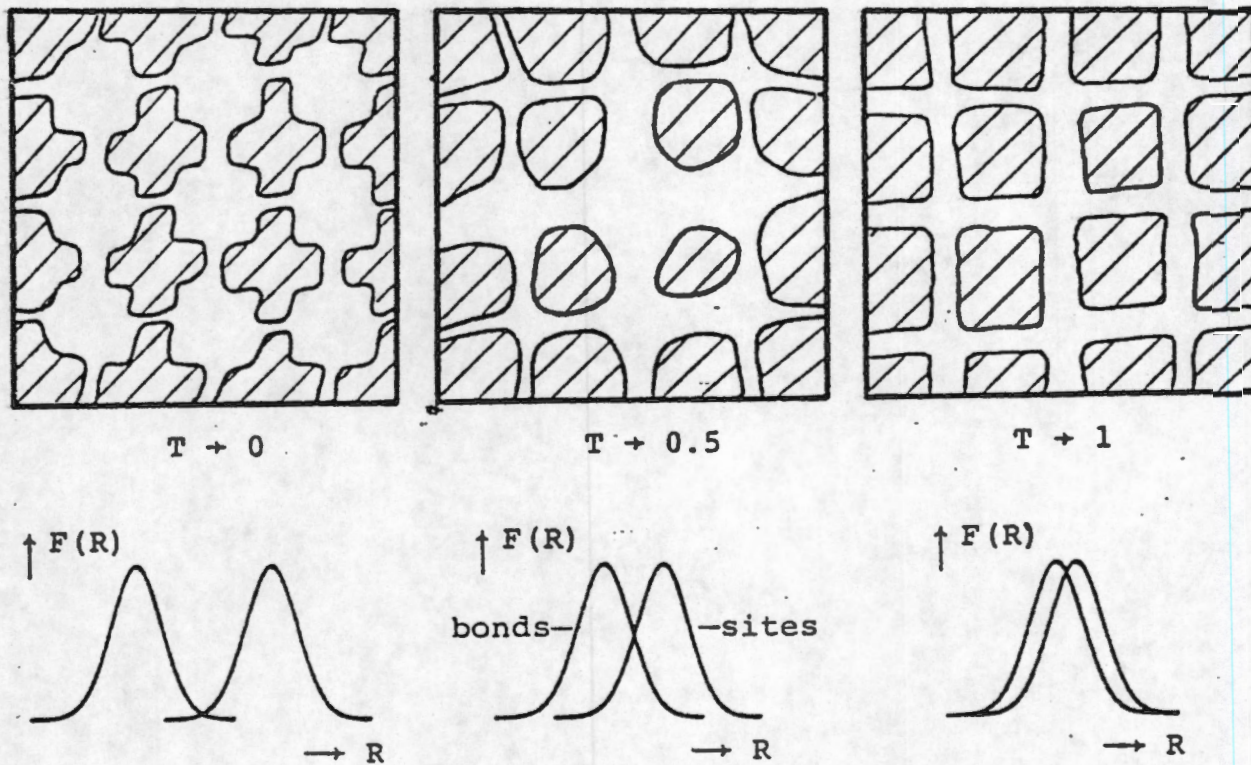 T → 0
T → 0.5
T → 1
↑ F(R)
↑ F(R)
↑ F(R)
bonds
sites
→ R
→ R
→ R